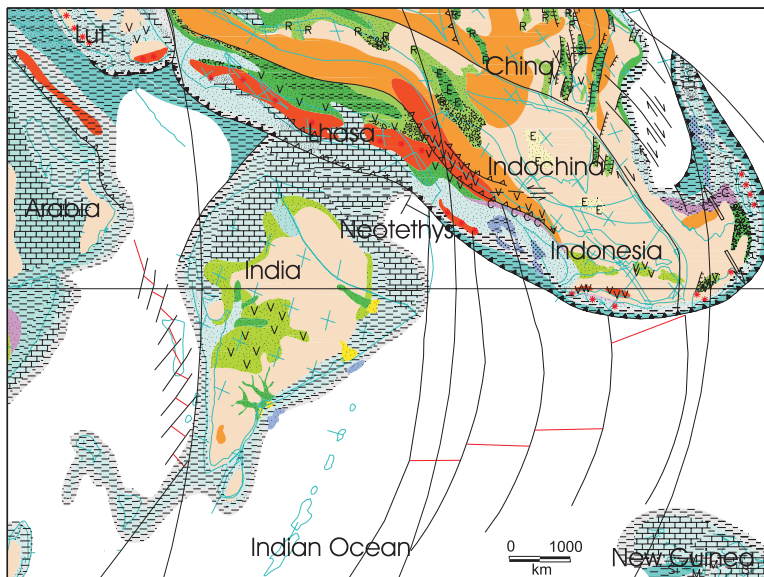 Lut
China
Lhasa
Indochina
Arabia
Neotethys
Indonesia
India
Indian Ocean
0 1000
km
New Guinea